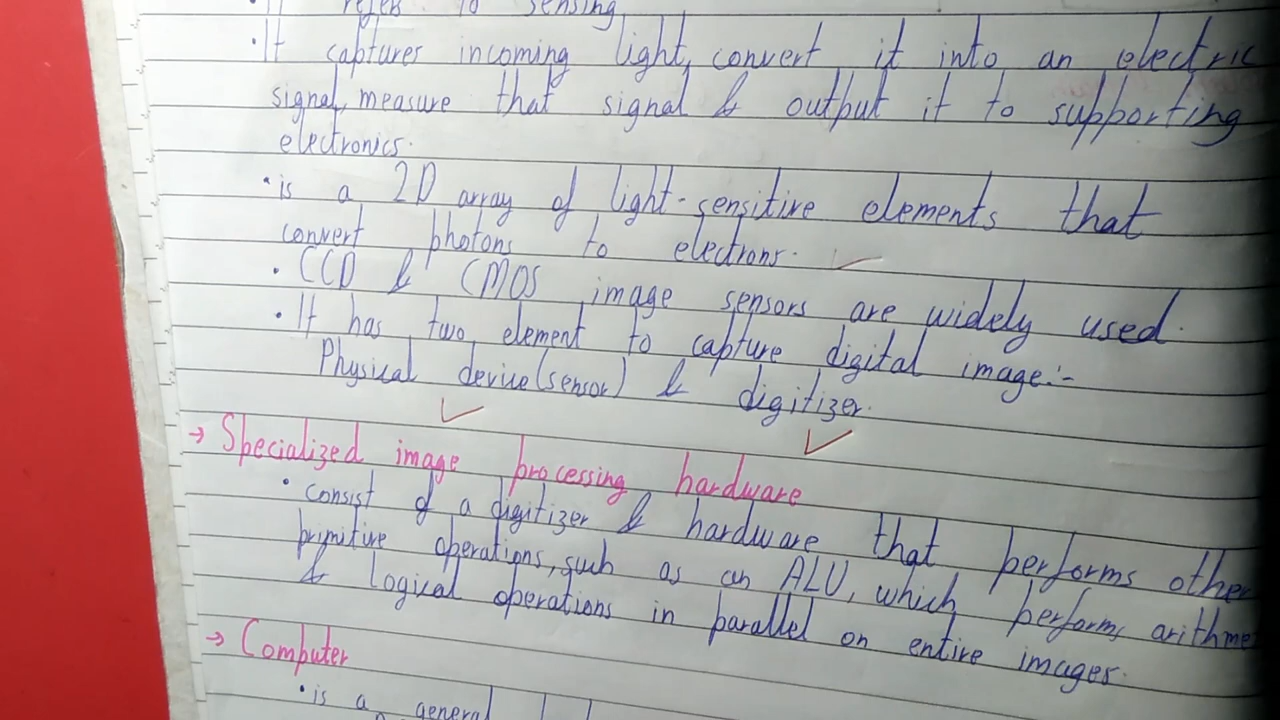 refers to sensing
• It captures incoming light, convert it into an electric
signal, measure that signal & output it to supporting
electronics.
• is a 2D array of light-sensitive elements that
convert photons to electrons.
• CCD & CMOS image sensors are widely used.
• It has two element to capture digital image:-
Physical device(sensor) & digitizer.
→ Specialized image processing hardware
• consist of a digitizer & hardware that performs other
primitive operations, such as an ALU, which performs arithme
& logical operations in parallel on entire images.
→ Computer
• is a general